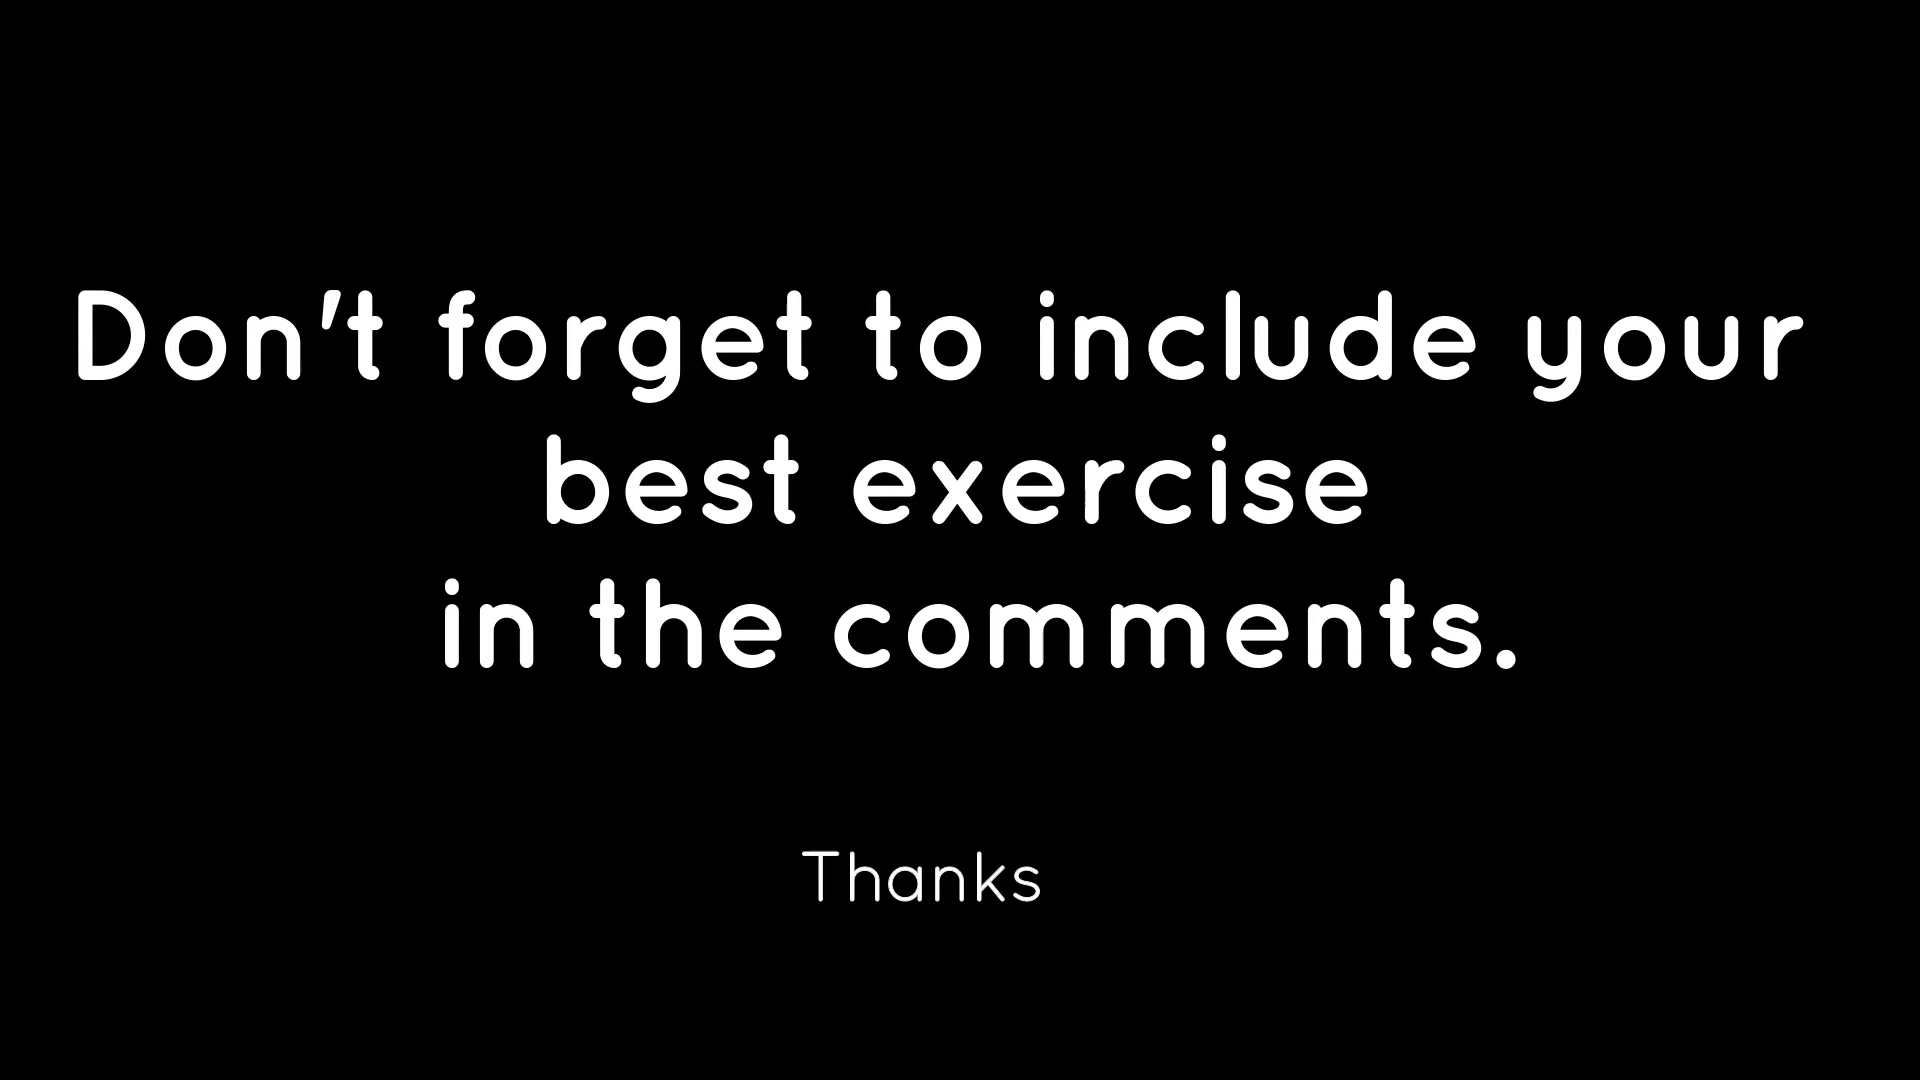 Don't forget to include your
best exercise
in the comments.
Thanks